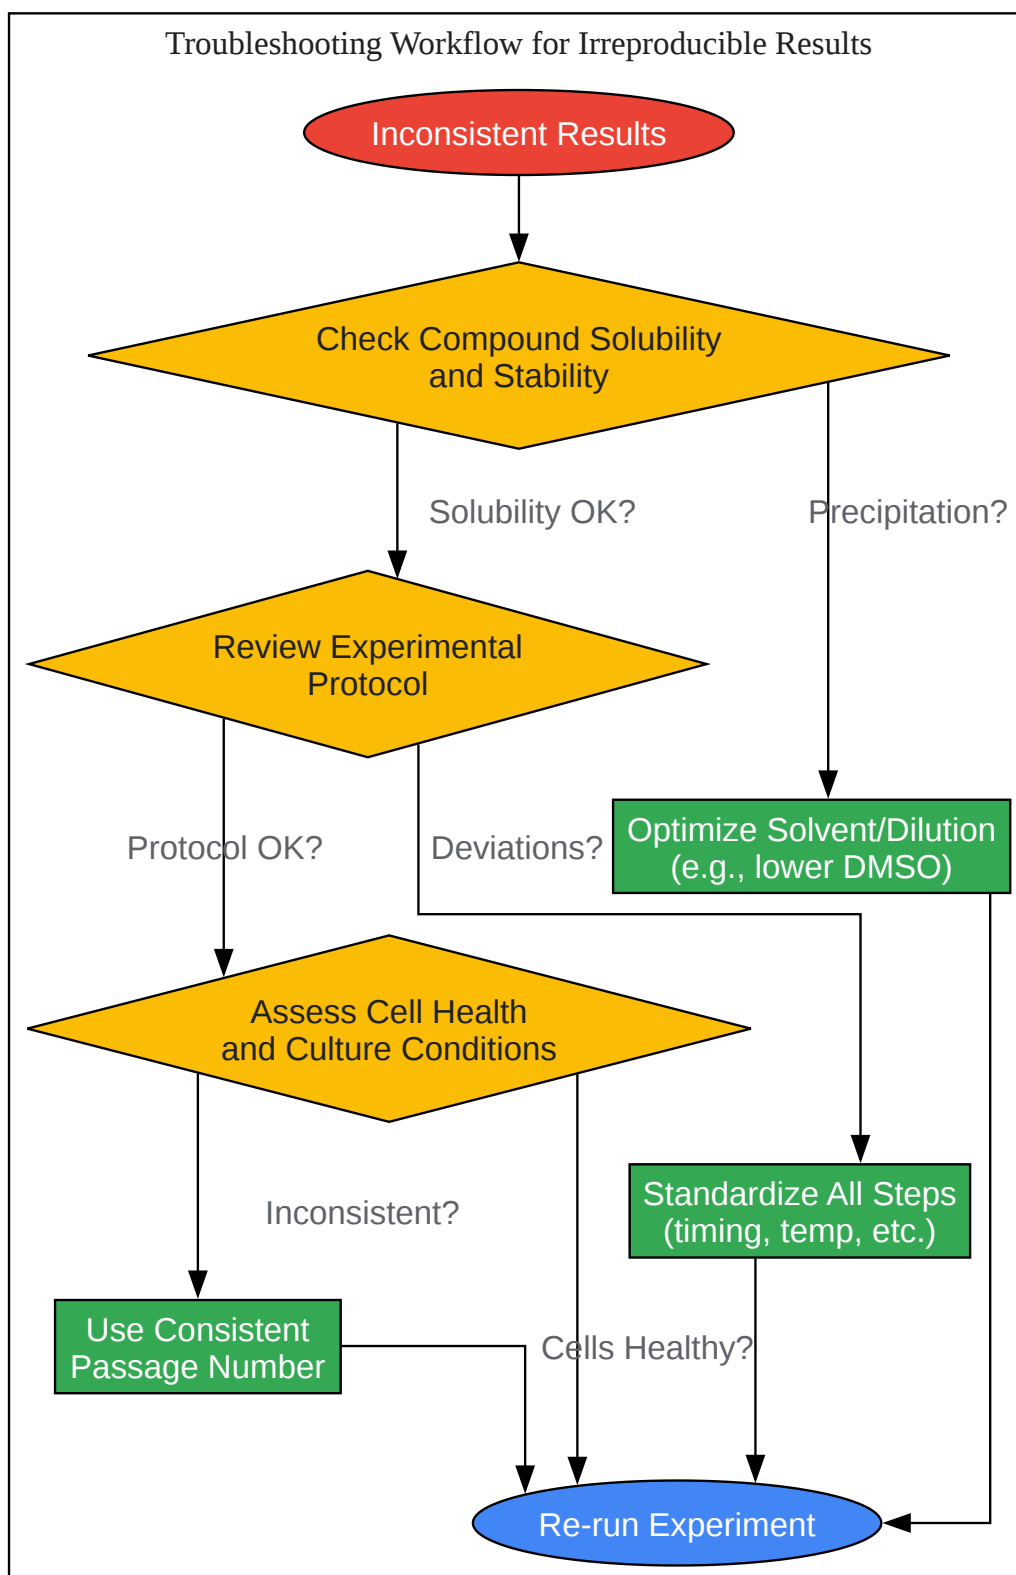 Troubleshooting Workflow for Irreproducible Results
Inconsistent Results
Check Compound Solubility
and Stability
Solubility OK?
Precipitation?
Review Experimental
Protocol
Protocol OK?
Deviations?
Optimize Solvent/Dilution
(e.g., lower DMSO)
Assess Cell Health
and Culture Conditions
Inconsistent?
Standardize All Steps
(timing, temp, etc.)
Use Consistent
Passage Number
Cells Healthy?
Re-run Experiment